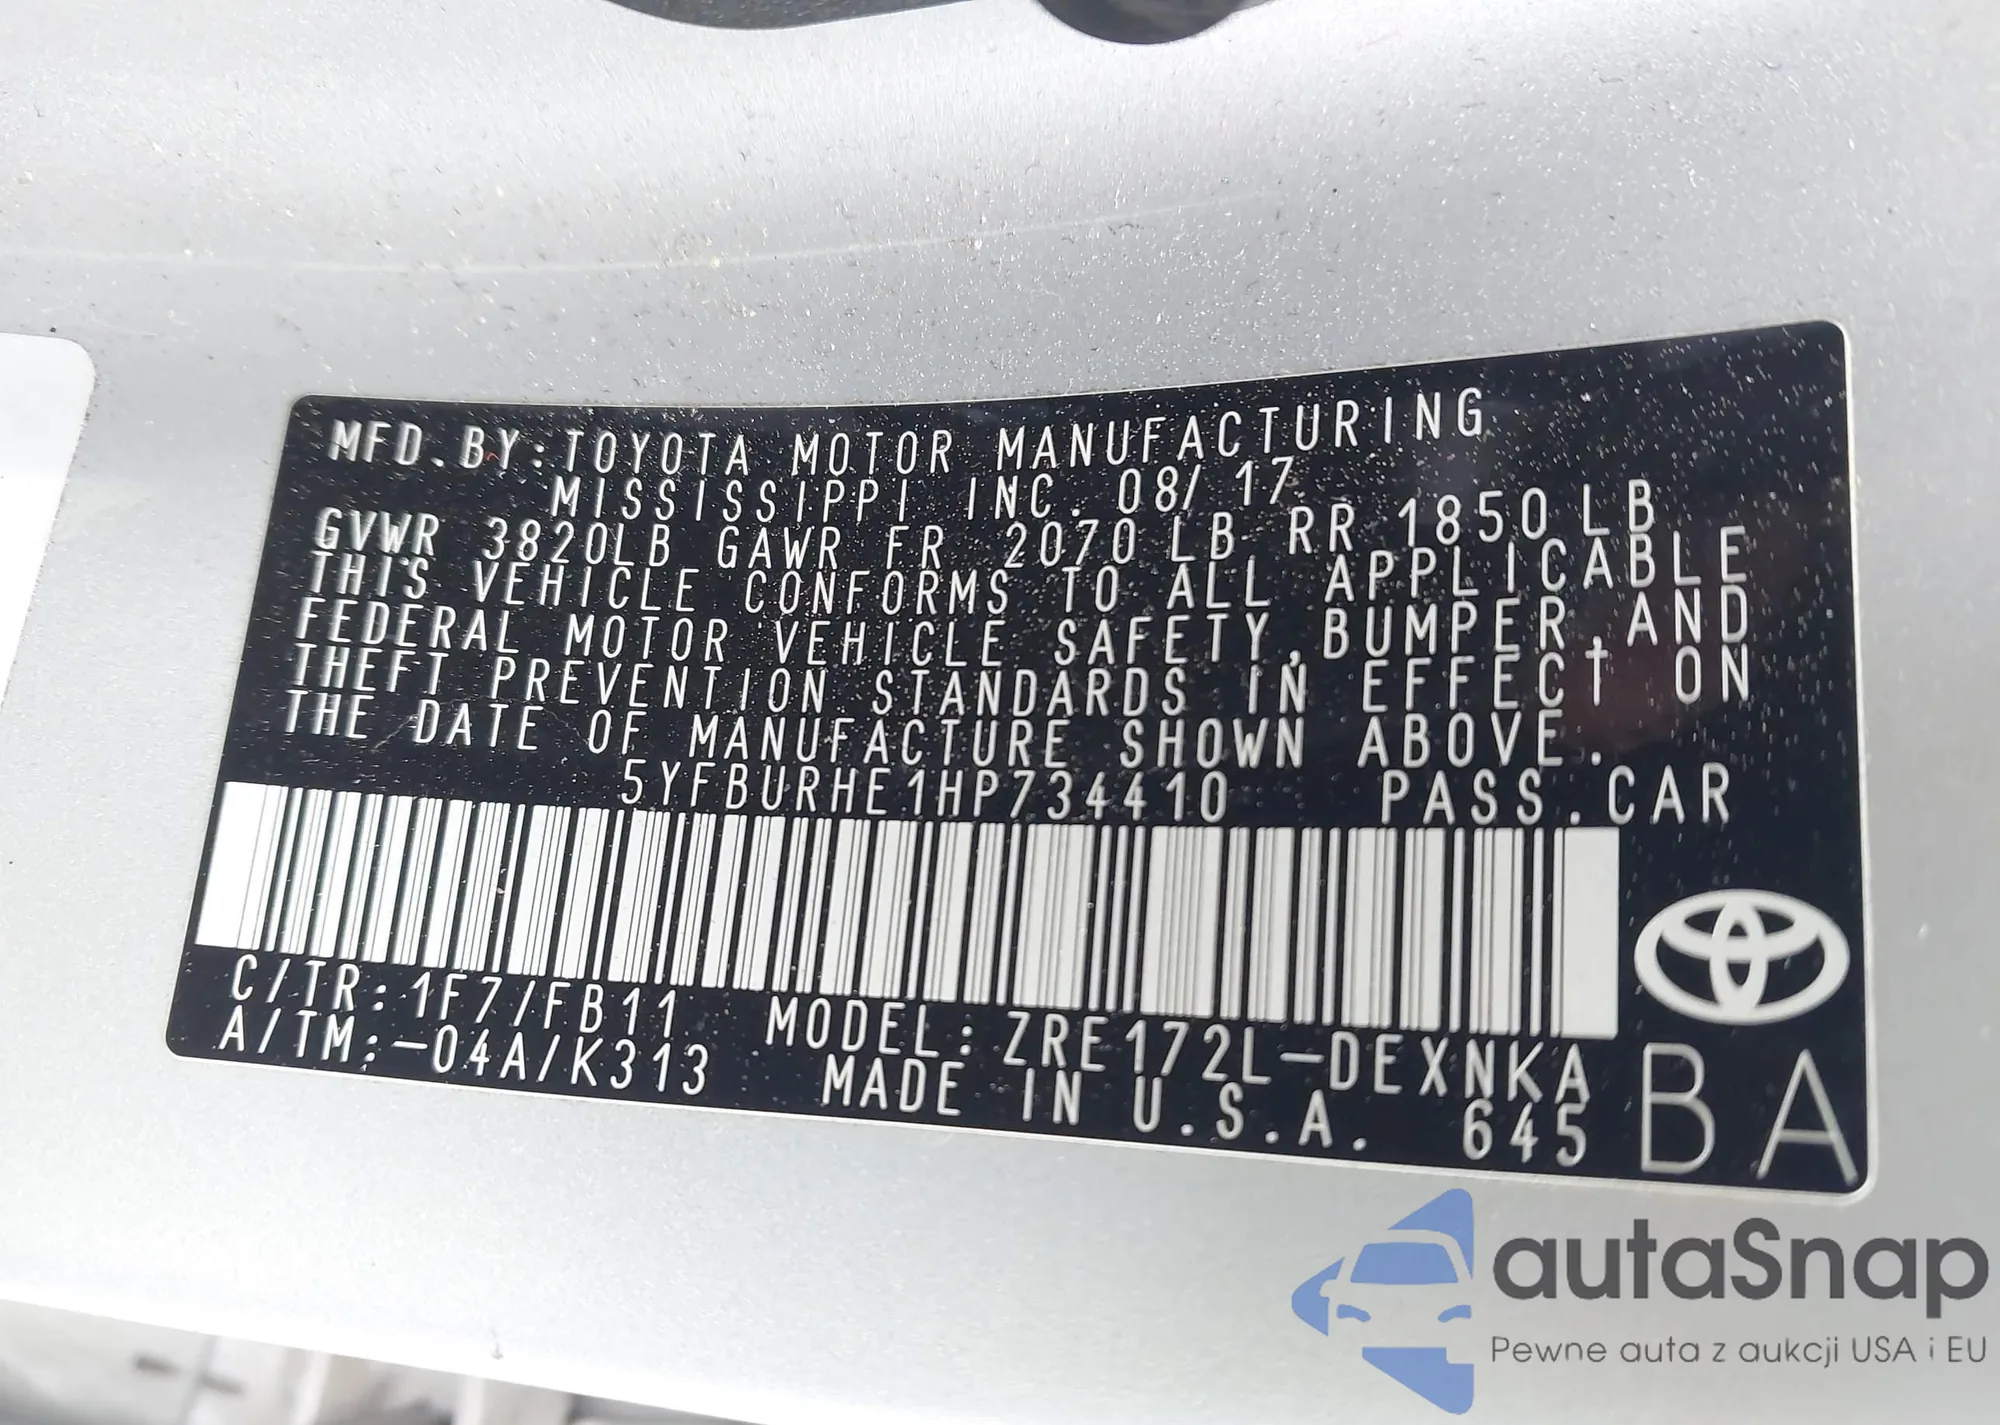 MFD.BY:TOYOTA MOTOR MANUFACTURING
MISSISSIPPI INC. 08/17
GVWR 3820LB GAWR FR 2070LB RR 1850LB
THIS VEHICLE CONFORMS TO ALL APPLICABLE
FEDERAL MOTOR VEHICLE SAFETY,BUMPER,AND
THEFT PREVENTION STANDARDS IN EFFECT ON
THE DATE OF MANUFACTURE SHOWN ABOVE.
5YFBURHE1HP734410 PASS.CAR
C/TR:1F7/FB11 MODEL:ZRE172L-DEXNKA
A/TM:-04A/K313 MADE IN U.S.A. 645
BA
autaSnap
Pewne auta z aukcji USA i EU